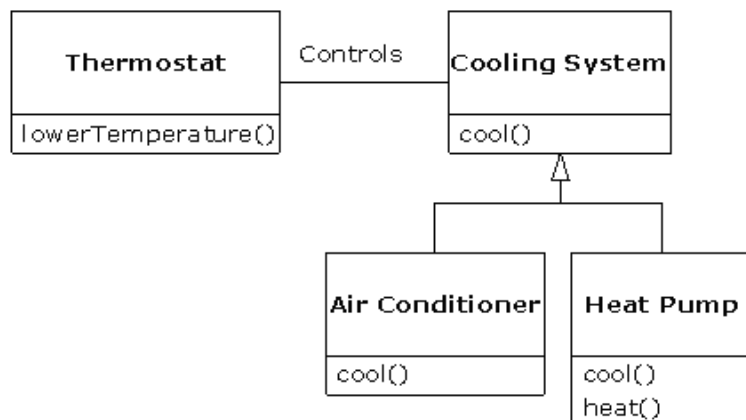 Thermostat
Controls
Cooling System
lowerTemperature()
cool()
Air Conditioner
Heat Pump
cool()
cool()
heat()